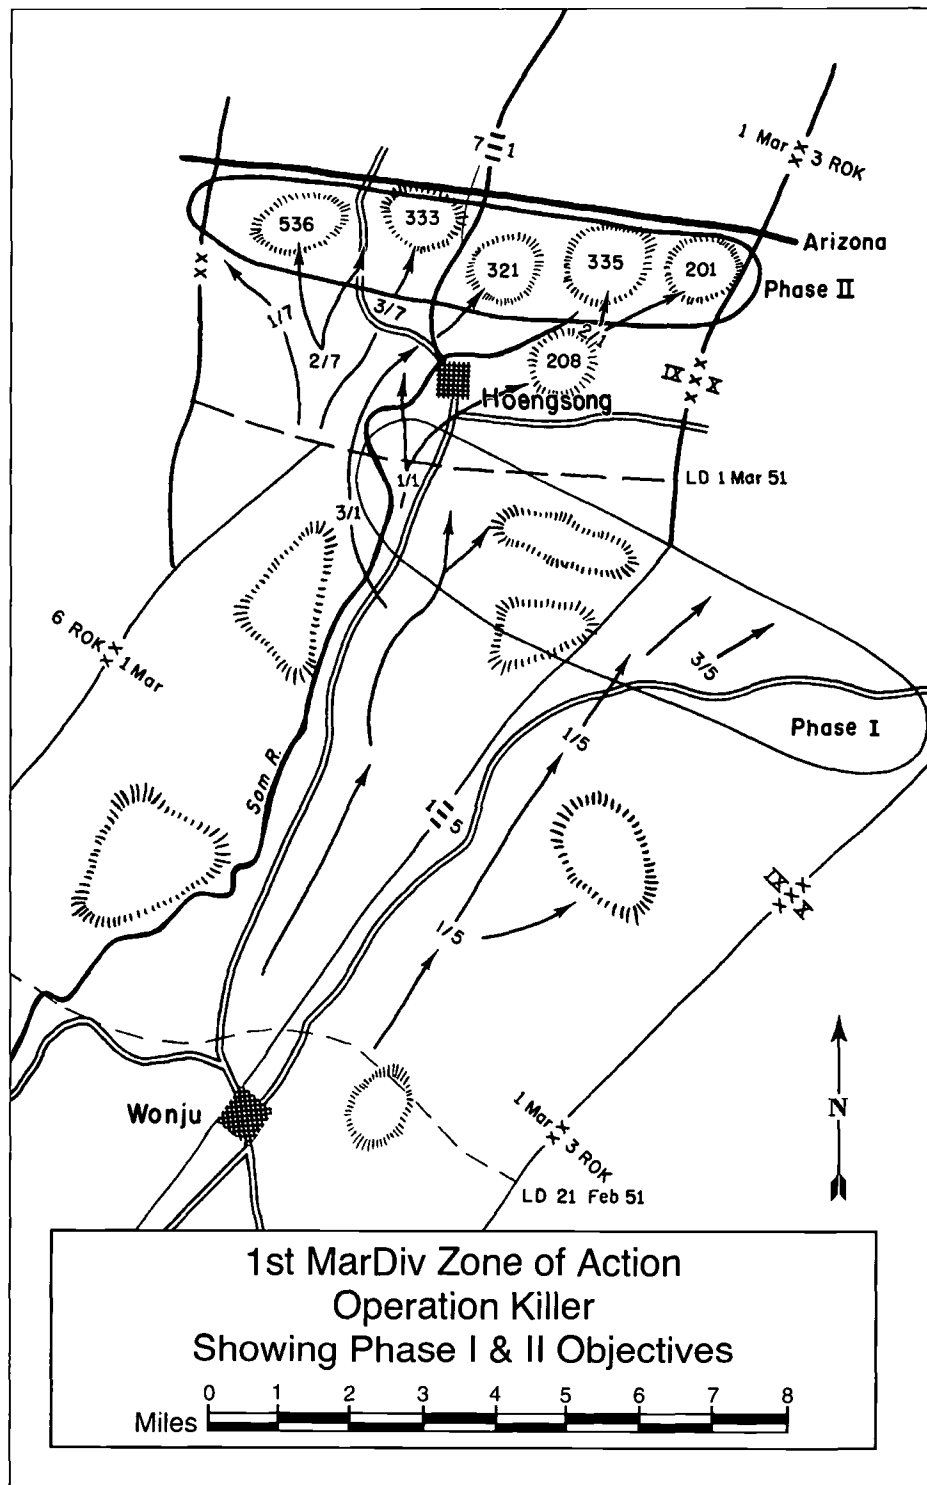 7 1
1 Mar 3 ROK
Arizona
Phase II
536
333
321
335
201
1/7
3/7
2/7
2/1
208
IX X
Hoengsong
LD 1 Mar 51
1/1
3/1
6 ROK 1 Mar
3/5
1/5
Phase I
Som R.
1 5
IX X
1/5
Wonju
1 Mar 3 ROK
N
LD 21 Feb 51
1st MarDiv Zone of Action
Operation Killer
Showing Phase I & II Objectives
0 1 2 3 4 5 6 7 8
Miles